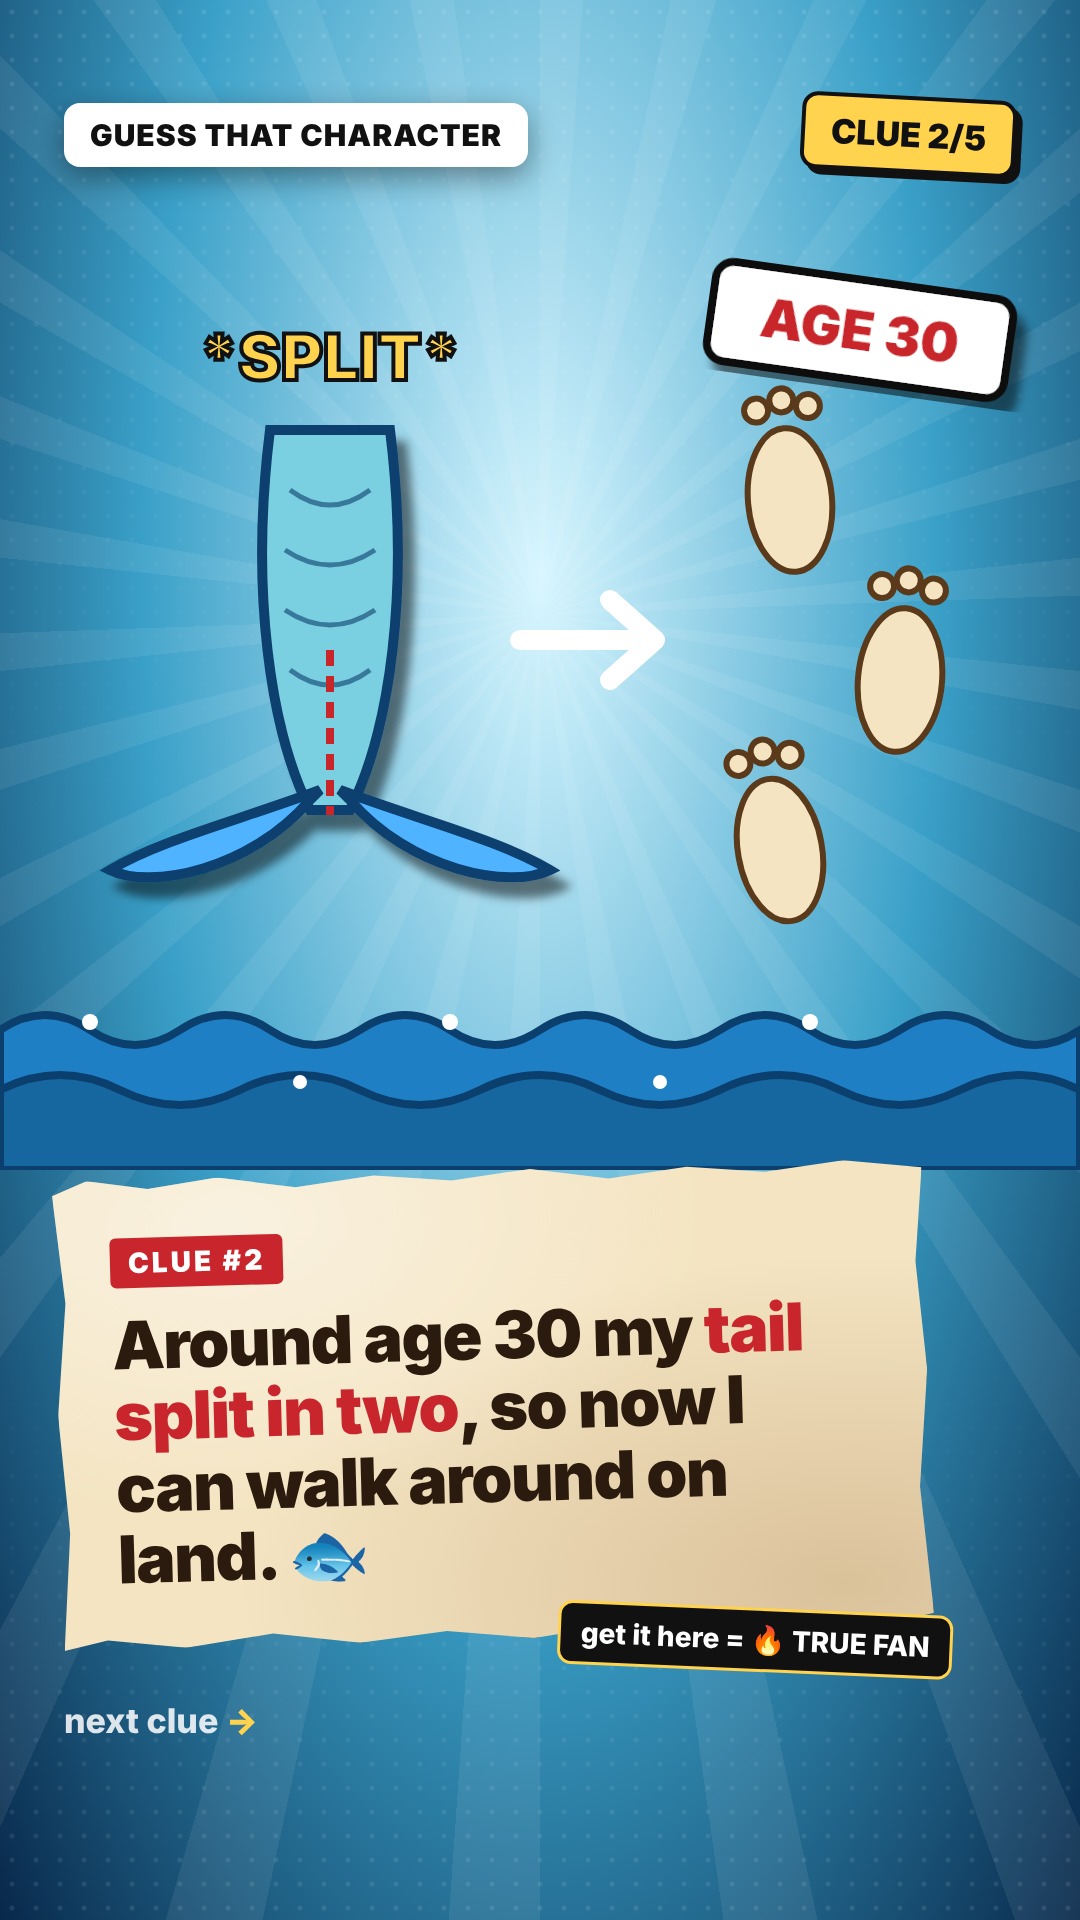 GUESS THAT CHARACTER
CLUE 2/5
AGE 30
*SPLIT*
CLUE #2
Around age 30 my tail
split in two, so now I
can walk around on
land. 🐟
get it here = 🔥 TRUE FAN
next clue →